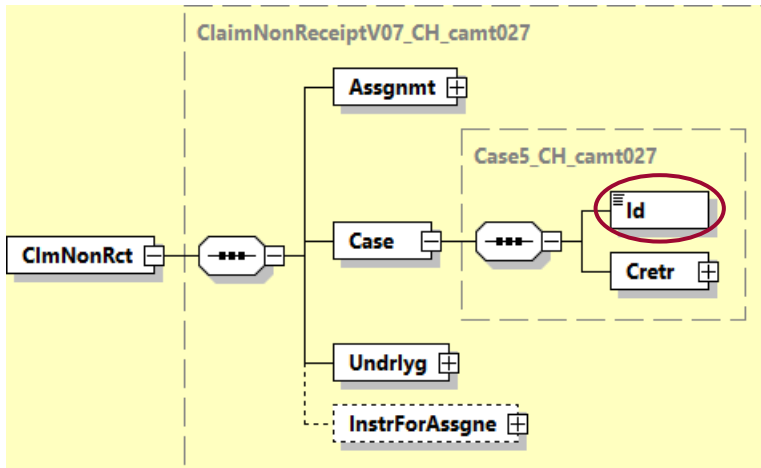 ClaimNonReceiptV07_CH_camt027
Assgnmt
Case5_CH_camt027
Id
Case
ClmNonRct
Cretr
Undrlyg
InstrForAssgne